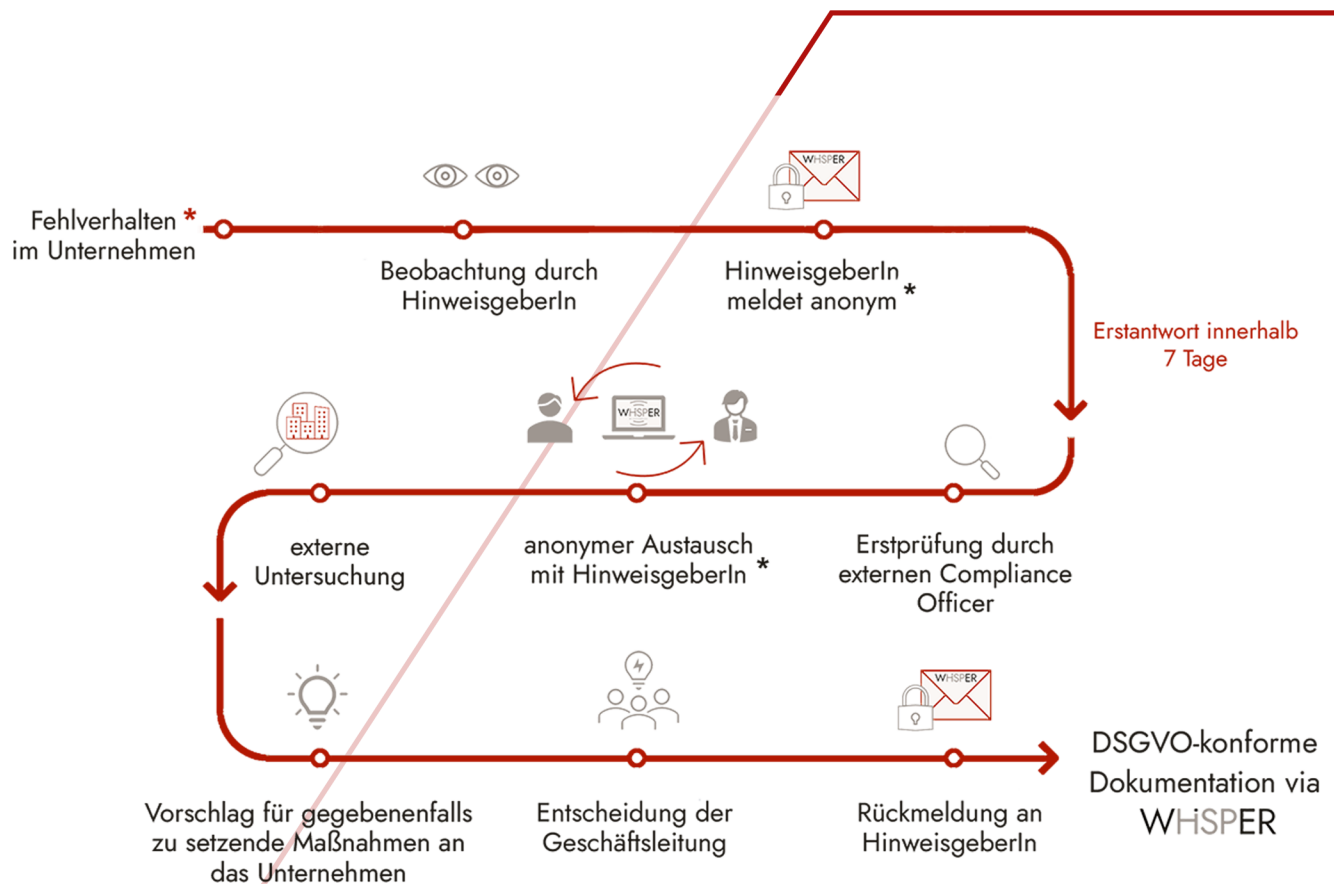 WHSPER
Fehlverhalten *
im Unternehmen
Beobachtung durch
HinweisgeberIn
HinweisgeberIn
meldet anonym *
Erstantwort innerhalb
7 Tage
WHSPER
externe
Untersuchung
anonymer Austausch
mit HinweisgeberIn *
Erstprüfung durch
externen Compliance
Officer
WHSPER
Vorschlag für gegebenenfalls
zu setzende Maßnahmen an
das Unternehmen
Entscheidung der
Geschäftsleitung
Rückmeldung an
HinweisgeberIn
DSGVO-konforme
Dokumentation via
WHiSPER